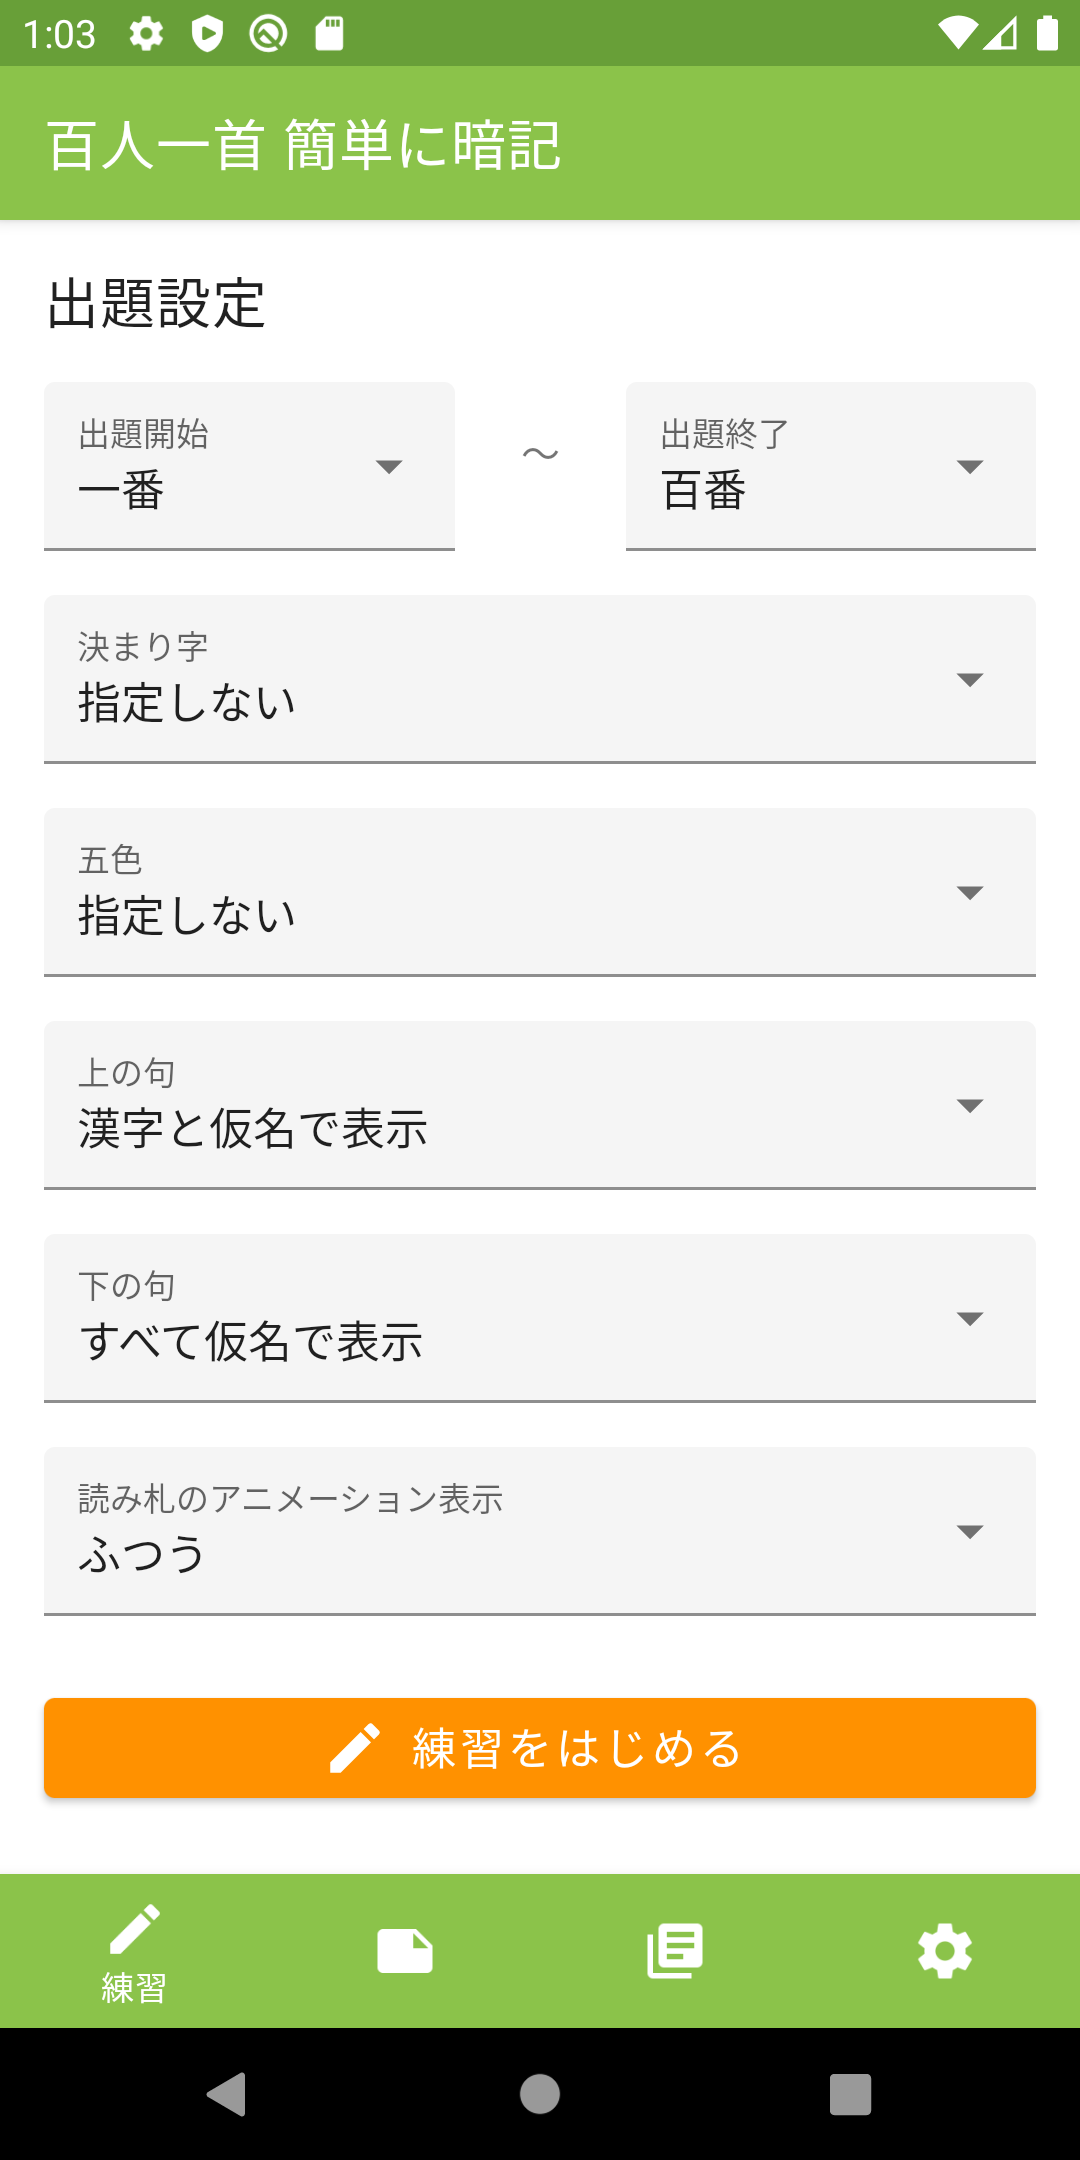 1:03
百人一首 簡単に暗記
出題設定
出題開始
一番
〜
出題終了
百番
決まり字
指定しない
五色
指定しない
上の句
漢字と仮名で表示
下の句
すべて仮名で表示
読み札のアニメーション表示
ふつう
練習をはじめる
練習